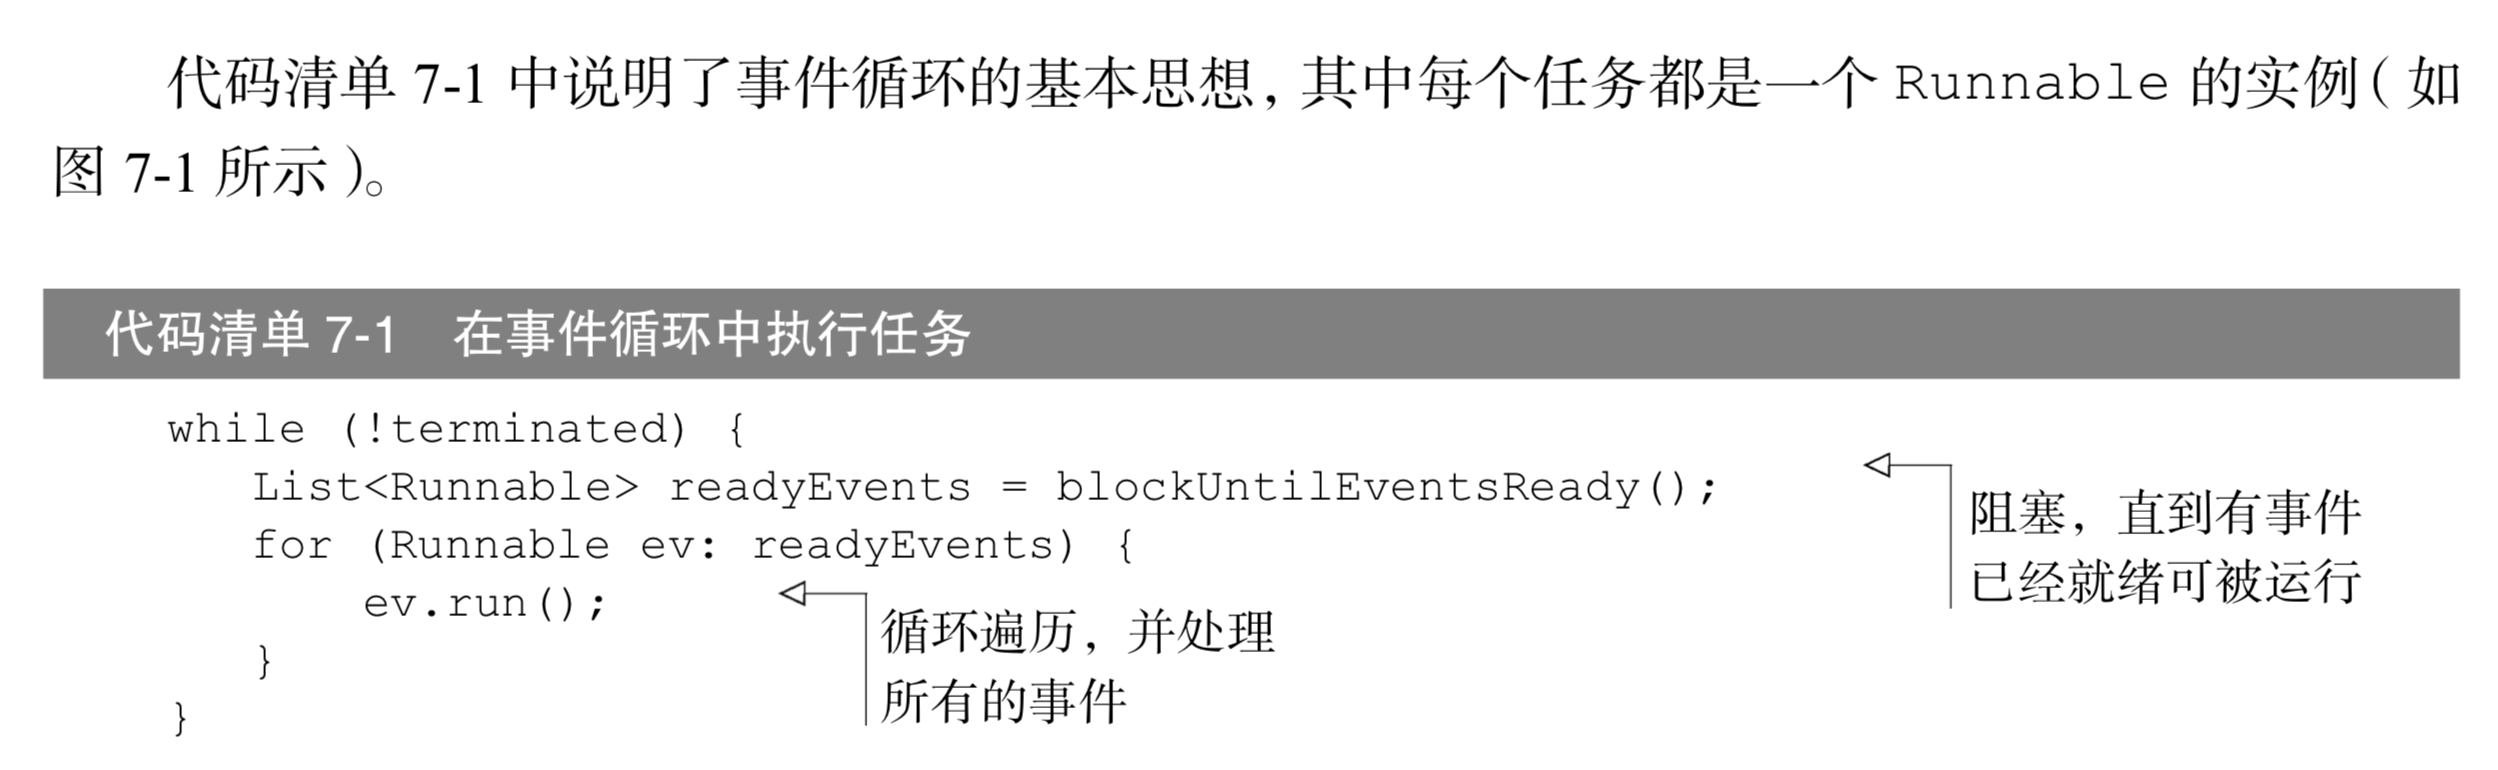 代码清单 7-1 中说明了事件循环的基本思想，其中每个任务都是一个 Runnable 的实例（如
图 7-1 所示）。
代码清单 7-1 在事件循环中执行任务
while (!terminated) {
List<Runnable> readyEvents = blockUntilEventsReady();
阻塞，直到有事件
已经就绪可被运行
for (Runnable ev: readyEvents) {
ev.run();
循环遍历，并处理
所有的事件
}
}